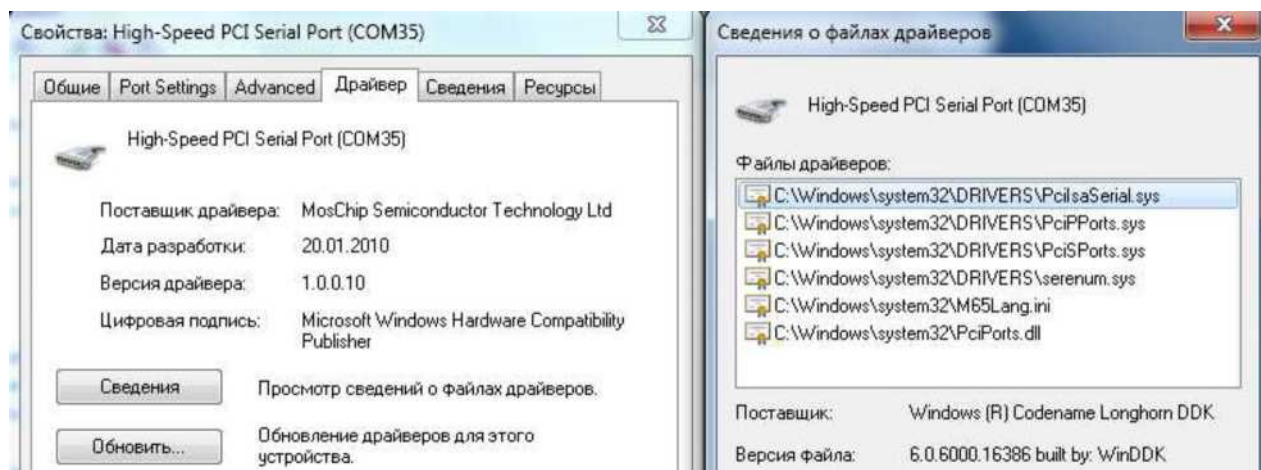 Свойства: High-Speed PCI Serial Port (COM35)
Общие Port Settings Advanced Драйвер Сведения Ресурсы
High-Speed PCI Serial Port (COM35)
Поставщик драйвера: MosChip Semiconductor Technology Ltd
Дата разработки: 20.01.2010
Версия драйвера: 1.0.0.10
Цифровая подпись: Microsoft Windows Hardware Compatibility
Publisher
Сведения Просмотр сведений о файлах драйверов.
Обновить... Обновление драйверов для этого
устройства.
Сведения о файлах драйверов
High-Speed PCI Serial Port (COM35)
Файлы драйверов:
C:\Windows\system32\DRIVERS\PciIsaSerial.sys
C:\Windows\system32\DRIVERS\PciPPorts.sys
C:\Windows\system32\DRIVERS\PciSPorts.sys
C:\Windows\system32\DRIVERS\serenum.sys
C:\Windows\system32\M65Lang.ini
C:\Windows\system32\PciPorts.dll
Поставщик: Windows (R) Codename Longhorn DDK
Версия файла: 6.0.6000.16386 built by: WinDDK